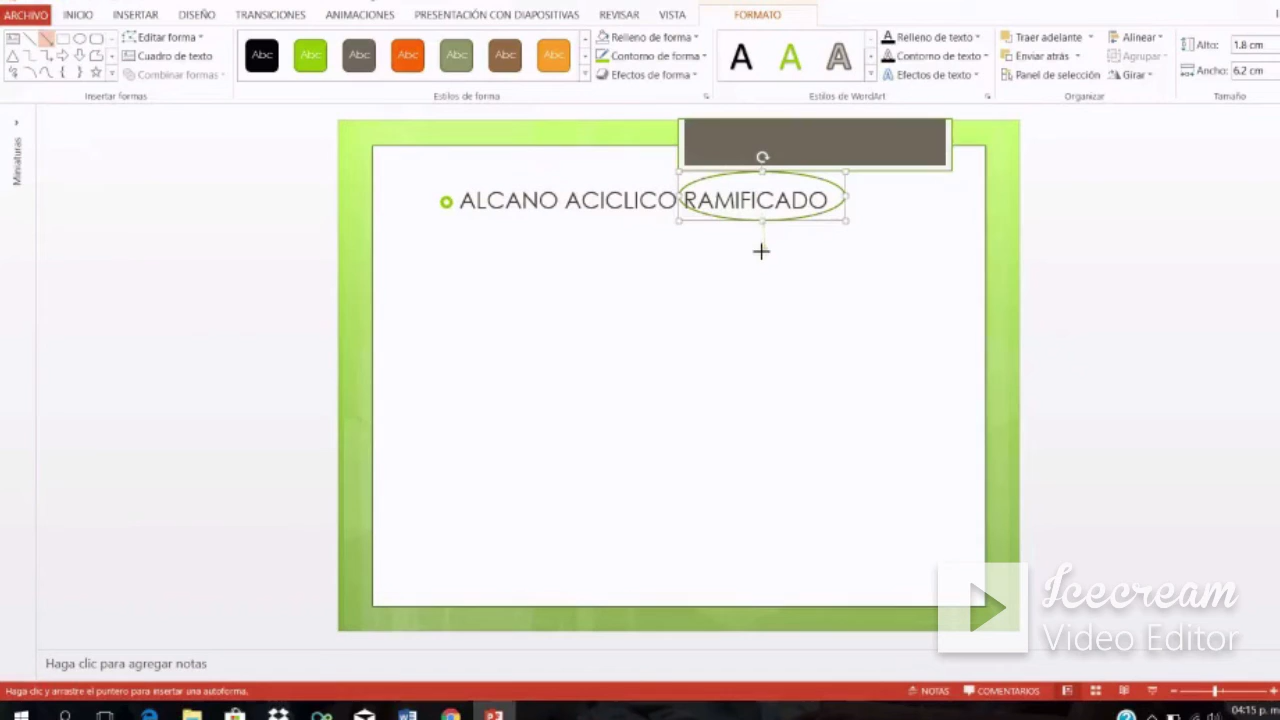 ARCHIVO INICIO INSERTAR DISEÑO TRANSICIONES ANIMACIONES PRESENTACIÓN CON DIAPOSITIVAS REVISAR VISTA FORMATO
Editar forma
Cuadro de texto
Combinar formas
Insertar formas
Abc Abc Abc Abc Abc Abc Abc
Relleno de forma
Contorno de forma
Efectos de forma
Estilos de forma
A A A
Relleno de texto
Contorno de texto
Efectos de texto
Estilos de WordArt
Traer adelante
Enviar atrás
Panel de selección
Alinear
Agrupar
Girar
Organizar
Alto: 1.8 cm
Ancho: 6.2 cm
Tamaño
Miniaturas
ALCANO ACICLICO RAMIFICADO
Icecream
Video Editor
Haga clic para agregar notas
Haga clic y arrastre el puntero para insertar una autoforma.
NOTAS COMENTARIOS
04:15 p. m.